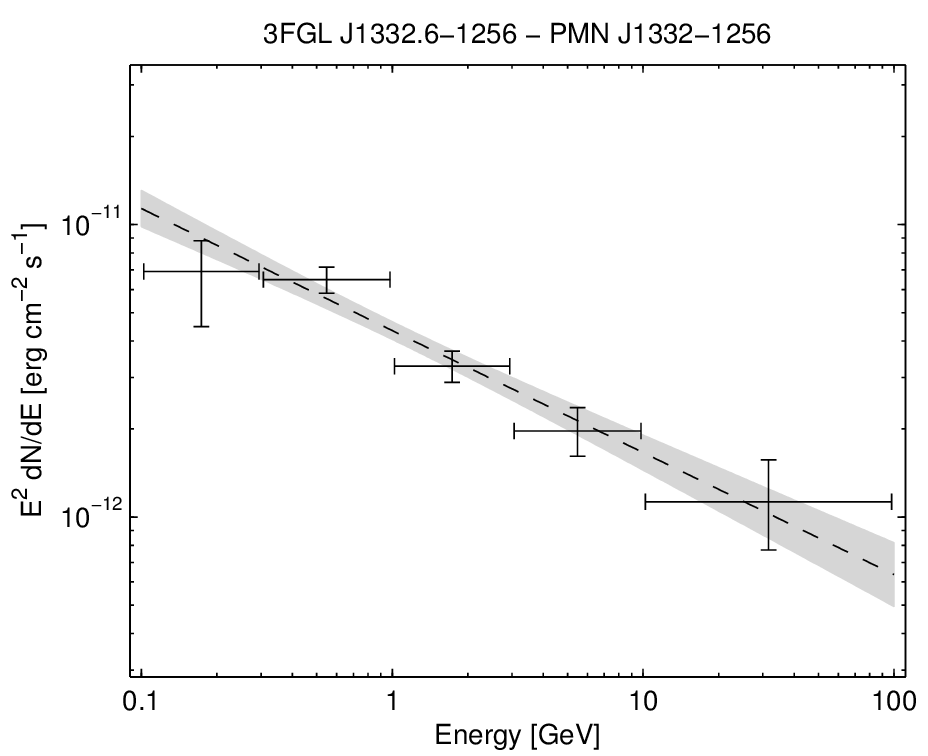 3FGL J1332.6−1256 − PMN J1332−1256
E² dN/dE [erg cm⁻² s⁻¹]
10⁻¹¹
10⁻¹²
0.1 1 10 100
Energy [GeV]